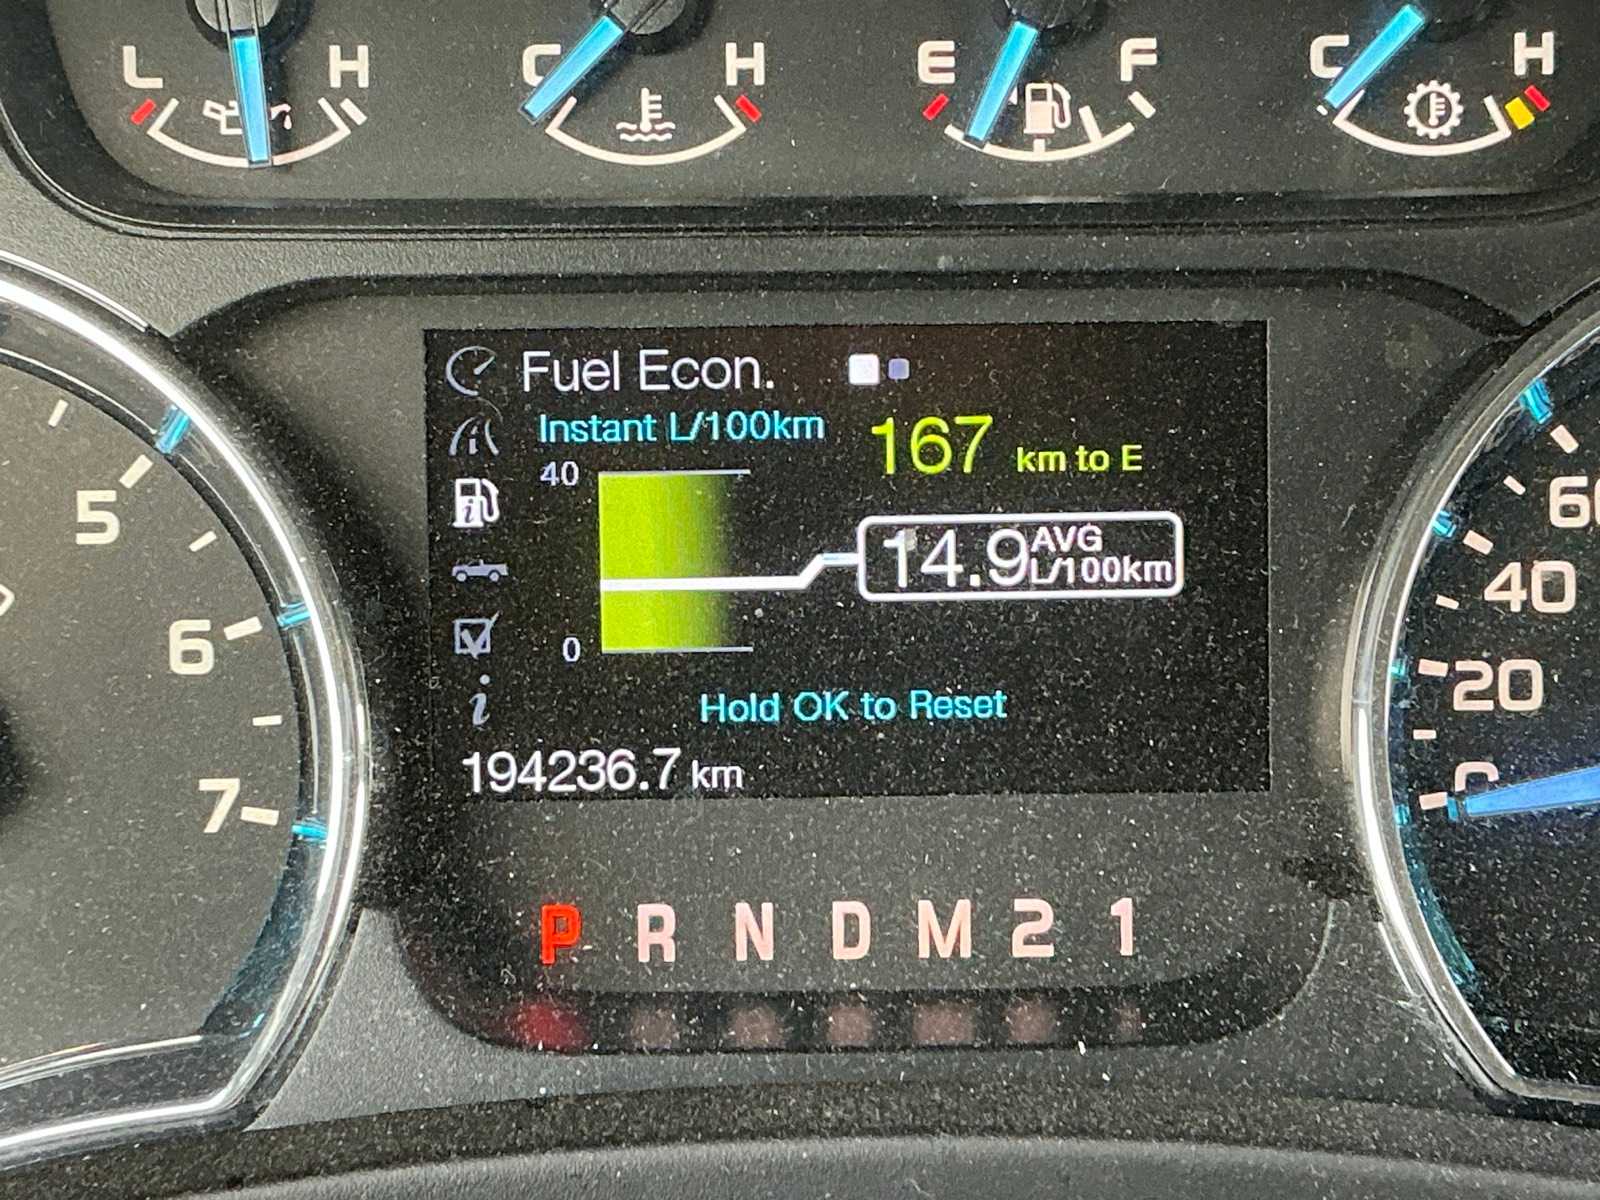 L H C H E F C H
Fuel Econ.
Instant L/100km
167 km to E
40
14.9 AVG L/100km
0
Hold OK to Reset
194236.7 km
P R N D M 2 1
5
6
7
60
40
20
0